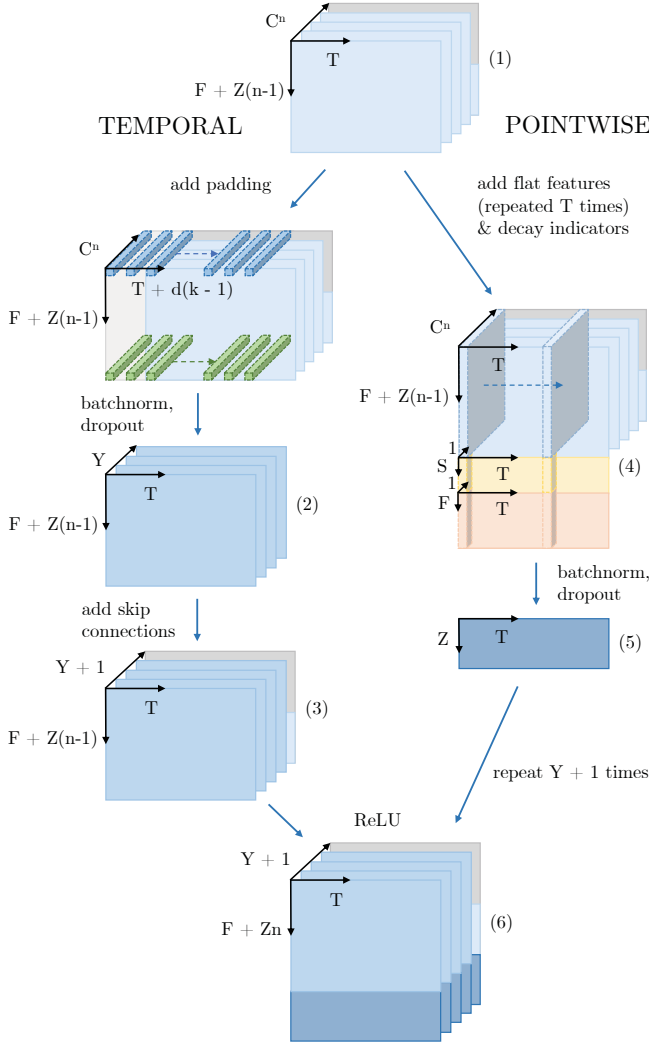 Cⁿ
T
(1)
F + Z(n-1)
TEMPORAL
POINTWISE
add padding
add flat features
(repeated T times)
& decay indicators
Cⁿ
T + d(k - 1)
F + Z(n-1)
Cⁿ
T
F + Z(n-1)
batchnorm,
dropout
1
S
T
(4)
1
F
T
Y
T
(2)
F + Z(n-1)
batchnorm,
dropout
add skip
connections
Z
T
(5)
Y + 1
T
(3)
F + Z(n-1)
repeat Y + 1 times
ReLU
Y + 1
T
F + Zn
(6)